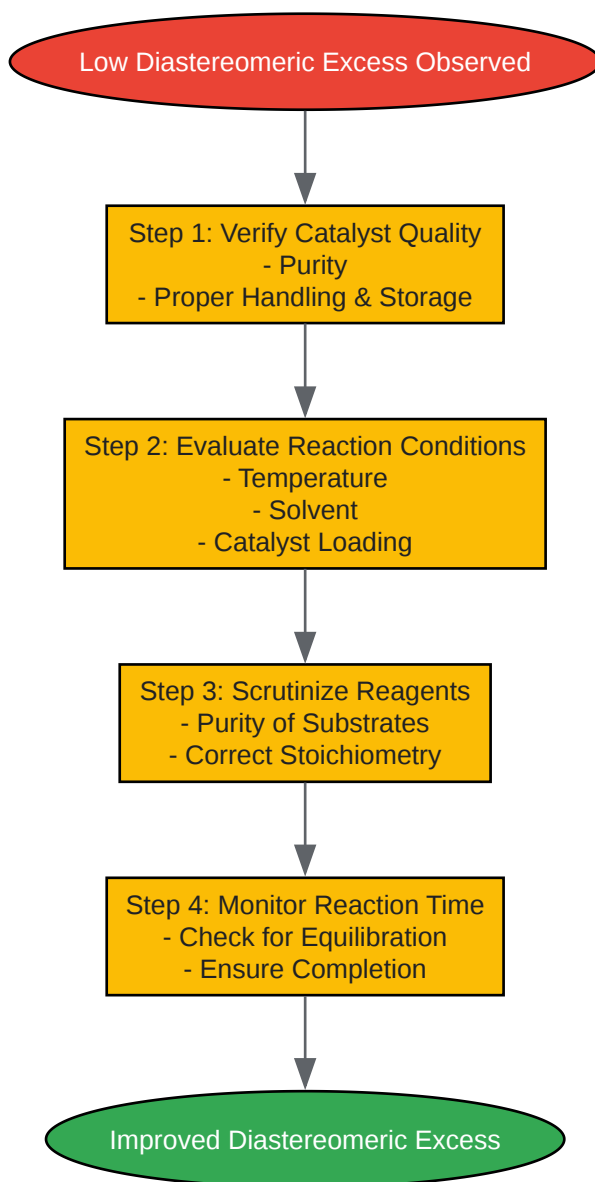 Low Diastereomeric Excess Observed
Step 1: Verify Catalyst Quality
- Purity
- Proper Handling & Storage
Step 2: Evaluate Reaction Conditions
- Temperature
- Solvent
- Catalyst Loading
Step 3: Scrutinize Reagents
- Purity of Substrates
- Correct Stoichiometry
Step 4: Monitor Reaction Time
- Check for Equilibration
- Ensure Completion
Improved Diastereomeric Excess